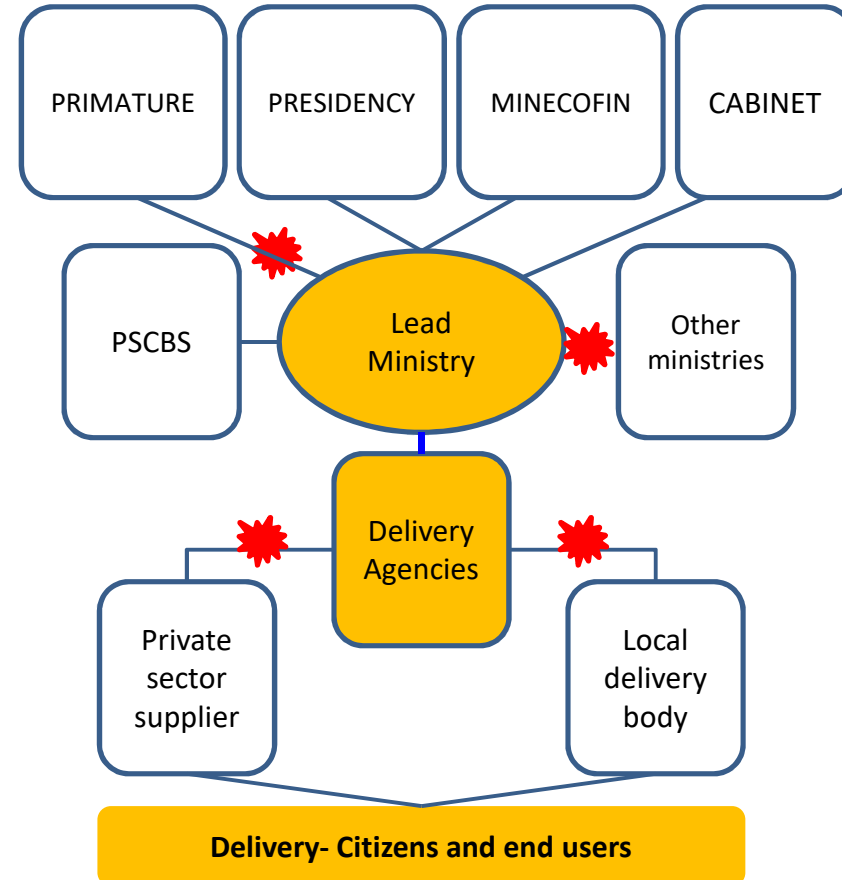 PRIMATURE
PRESIDENCY
MINECOFIN
CABINET
PSCBS
Lead
Ministry
Other
ministries
Delivery
Agencies
Private
sector
supplier
Local
delivery
body
Delivery- Citizens and end users